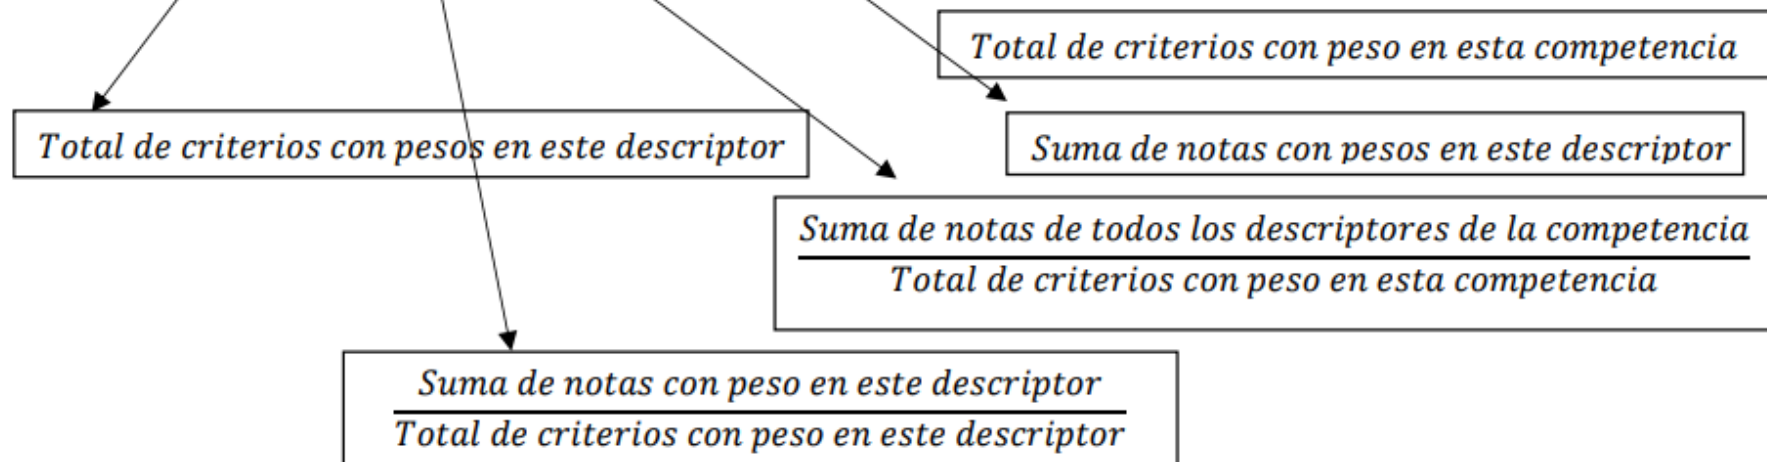 Total de criterios con peso en esta competencia
Total de criterios con pesos en este descriptor
Suma de notas con pesos en este descriptor
Suma de notas de todos los descriptores de la competencia
Total de criterios con peso en esta competencia
Suma de notas con peso en este descriptor
Total de criterios con peso en este descriptor